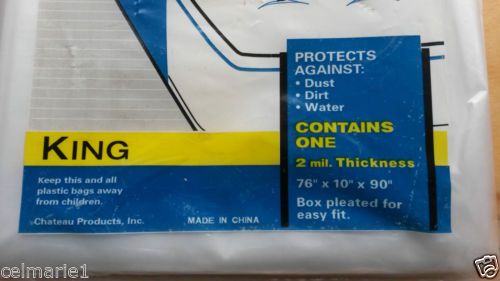 PROTECTS
AGAINST:
• Dust
• Dirt
• Water
CONTAINS
ONE
2 mil. Thickness
76" x 10" x 90"
Box pleated for
easy fit.
KING
Keep this and all
plastic bags away
from children.
Chateau Products, Inc.
MADE IN CHINA
celmarie1